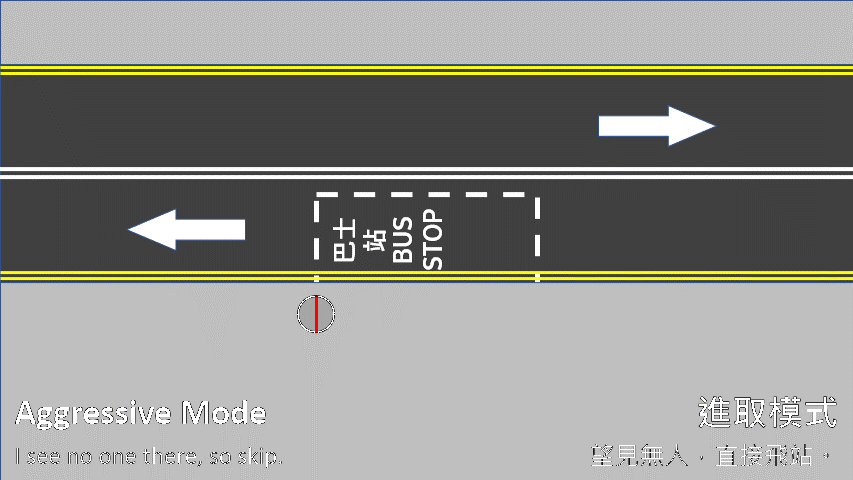 巴士
站
BUS
STOP
Aggressive Mode
進取模式
I see no one there, so skip.
望見無人，直接飛站。